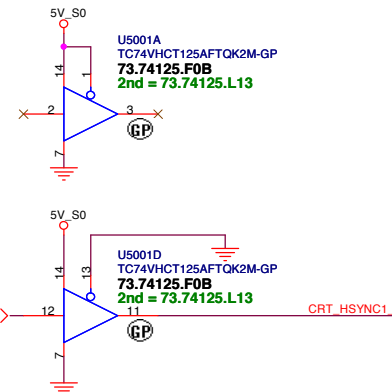 5V_S0
U5001A
TC74VHCT125AFTQK2M-GP
73.74125.F0B
2nd = 73.74125.L13
14
1
2
3
7
GP
5V_S0
U5001D
TC74VHCT125AFTQK2M-GP
73.74125.F0B
2nd = 73.74125.L13
14
13
12
11
CRT_HSYNC1_
7
GP